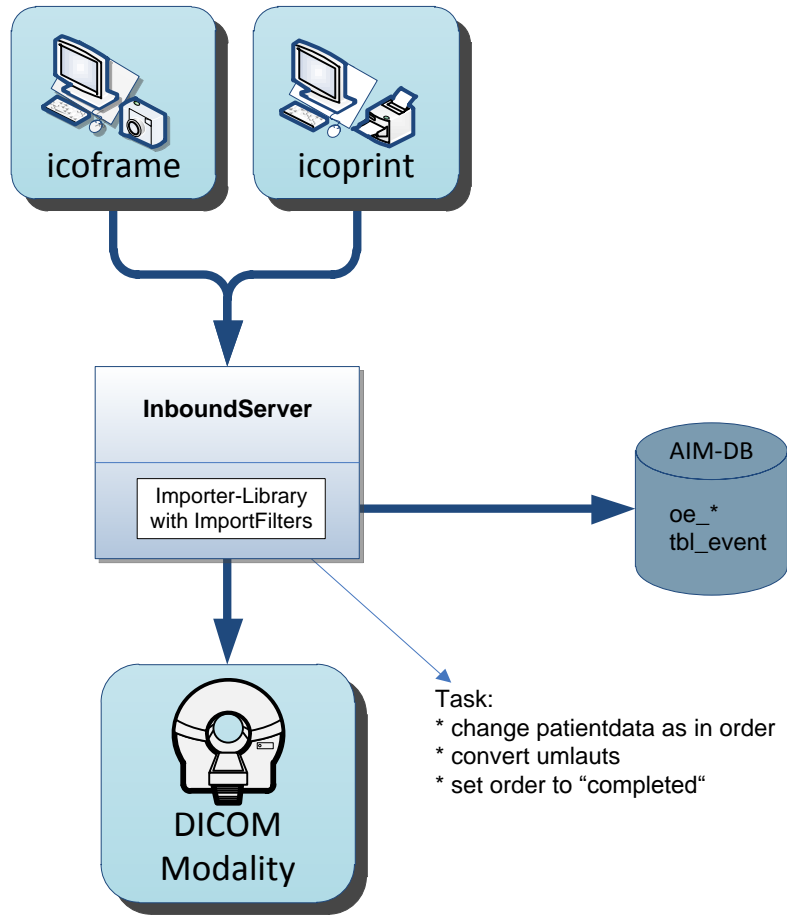 icoframe
icoprint
InboundServer
Importer-Library
with ImportFilters
AIM-DB
oe_*
tbl_event
Task:
* change patientdata as in order
* convert umlauts
* set order to “completed“
DICOM
Modality